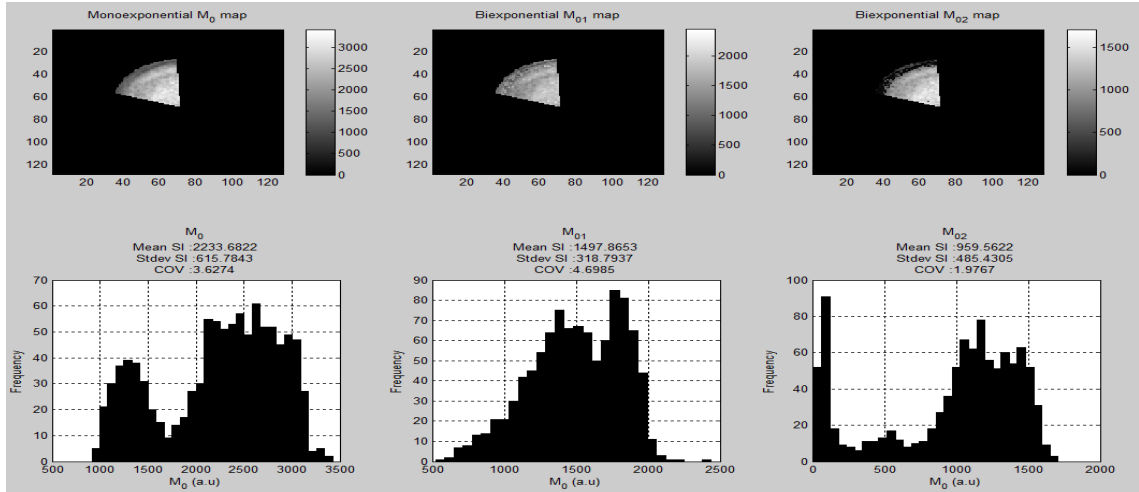 Monoexponential M0 map
20
40
60
80
100
120
20 40 60 80 100 120
3000
2500
2000
1500
1000
500
0
Biexponential M01 map
20
40
60
80
100
120
20 40 60 80 100 120
2000
1500
1000
500
0
Biexponential M02 map
20
40
60
80
100
120
20 40 60 80 100 120
1500
1000
500
0
M0
Mean SI :2233.6822
Stdev SI :615.7843
COV :3.6274
70
60
50
40
30
20
10
0
Frequency
500 1000 1500 2000 2500 3000 3500
M0 (a.u)
M01
Mean SI :1497.8653
Stdev SI :318.7937
COV :4.6985
90
80
70
60
50
40
30
20
10
0
Frequency
500 1000 1500 2000 2500
M0 (a.u)
M02
Mean SI :959.5622
Stdev SI :485.4305
COV :1.9767
100
80
60
40
20
0
Frequency
0 500 1000 1500 2000
M0 (a.u)